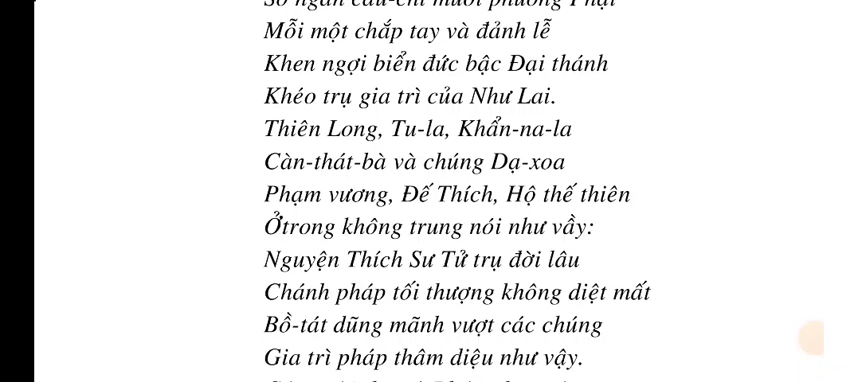 Mỗi một chắp tay và đảnh lễ
Khen ngợi biển đức bậc Đại thánh
Khéo trụ gia trì của Như Lai.
Thiên Long, Tu-la, Khẩn-na-la
Càn-thát-bà và chúng Dạ-xoa
Phạm vương, Đế Thích, Hộ thế thiên
Ởtrong không trung nói như vầy:
Nguyện Thích Sư Tử trụ đời lâu
Chánh pháp tối thượng không diệt mất
Bồ-tát dũng mãnh vượt các chúng
Gia trì pháp thâm diệu như vậy.